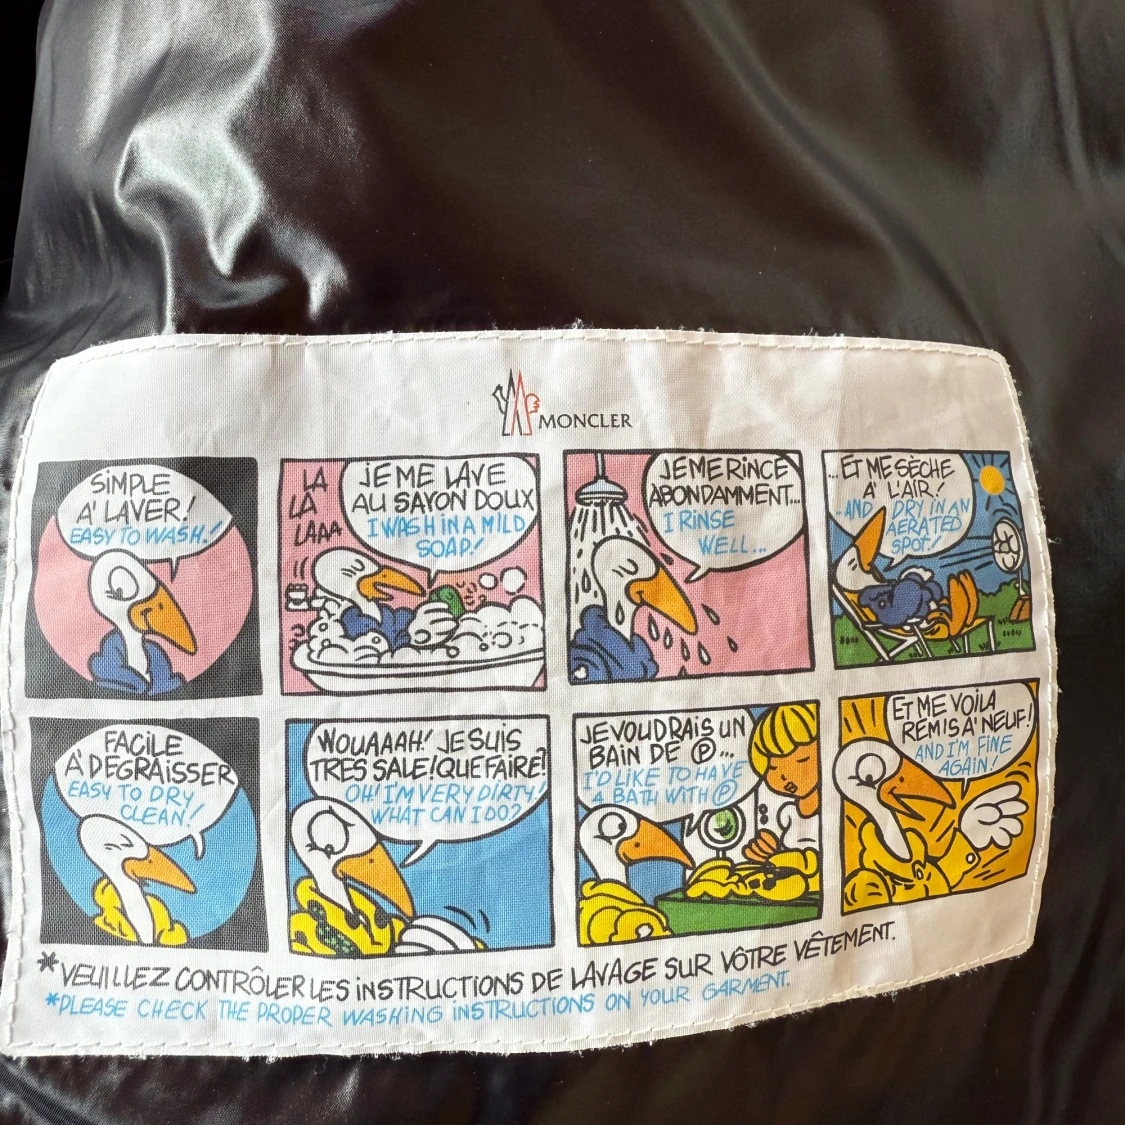 MONCLER
SIMPLE
A' LAVER!
EASY TO WASH.!
LA
LA
LAAA
JE ME LAVE
AU SAVON DOUX
I WASH IN A MILD
SOAP.!
JE ME RINCE
ABONDAMMENT...
I RINSE
WELL...
...ET ME SÈCHE
A' L'AIR.!
..AND I DRY IN AN
AERATED
SPOT.!
FACILE
A' DÉGRAISSER
EASY TO DRY
CLEAN.!
WOUAAAH.! JE SUIS
TRES SALE! QUE FAIRE?
OH! I'M VERY DIRTY!
WHAT CAN I DO?
JE VOUDRAIS UN
BAIN DE Ⓟ...
I'D LIKE TO HAVE
A BATH WITH Ⓟ
ET ME VOILA
REMIS A' NEUF!
AND I'M FINE
AGAIN.!
*VEUILLEZ CONTRÔLER LES INSTRUCTIONS DE LAVAGE SUR VÔTRE VÊTEMENT.
*PLEASE CHECK THE PROPER WASHING INSTRUCTIONS ON YOUR GARMENT.